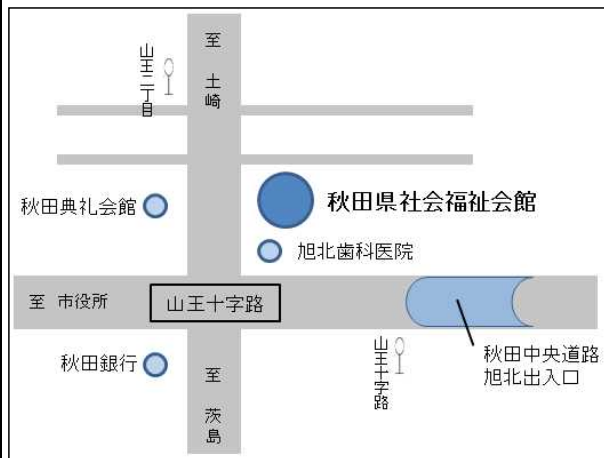 至 土崎
山王二丁目
秋田典礼会館
秋田県社会福祉会館
旭北歯科医院
至 市役所
山王十字路
秋田銀行
至 茨島
山王十字路
秋田中央道路
旭北出入口